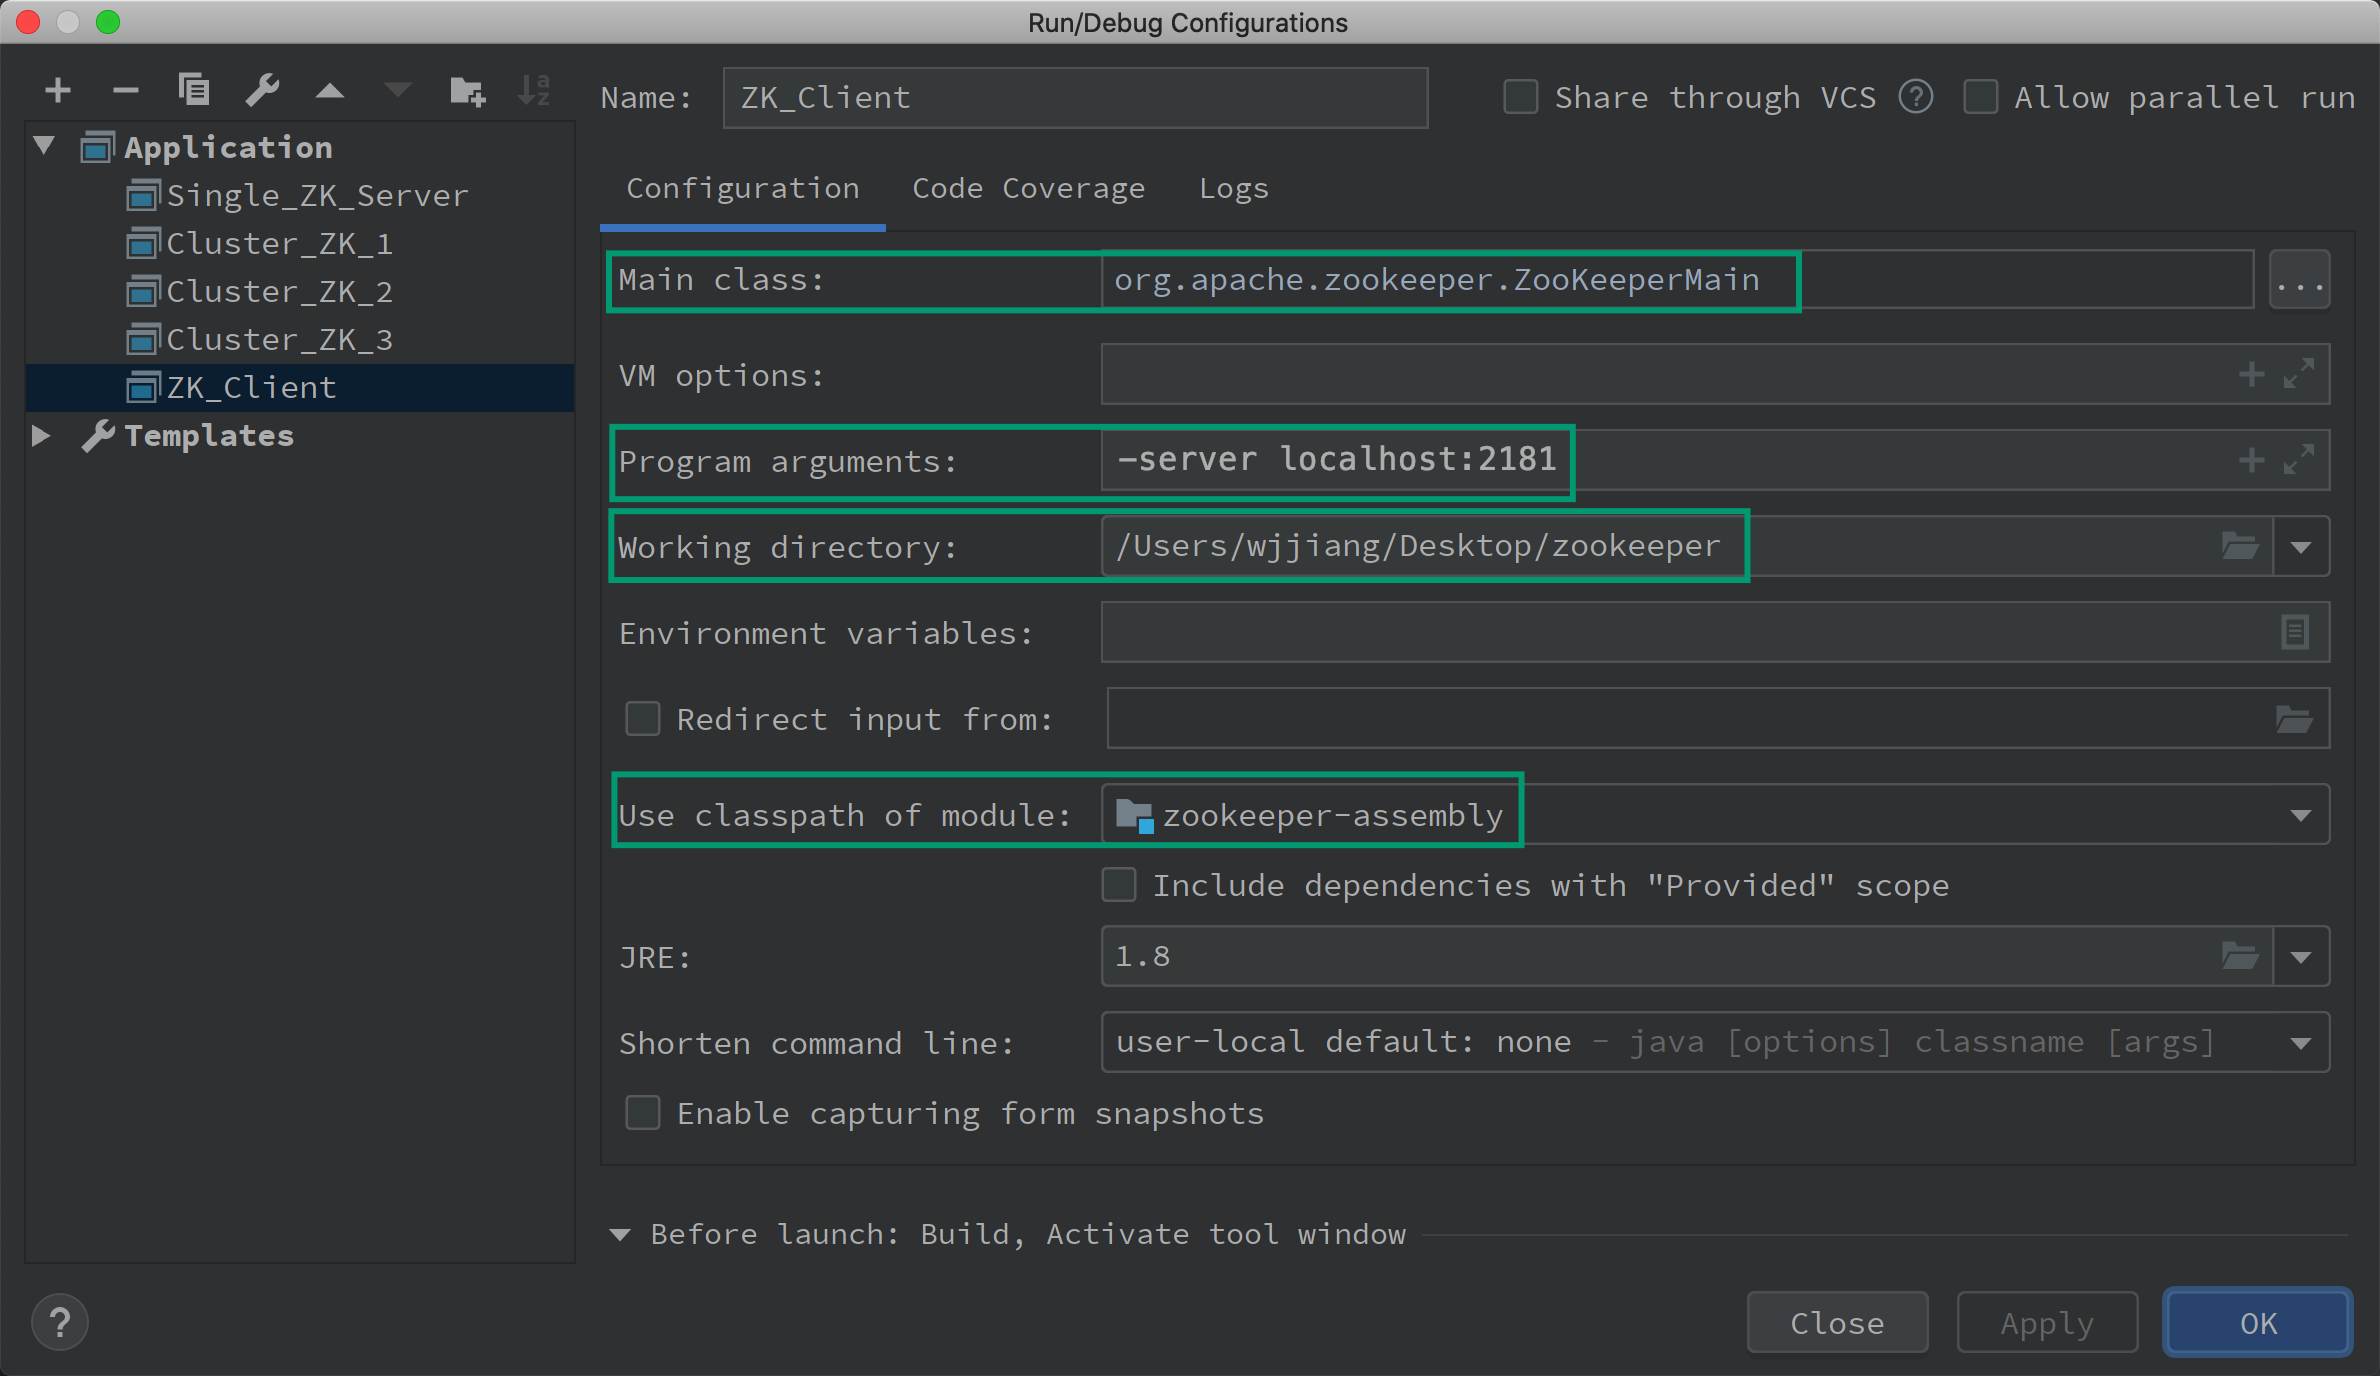 Run/Debug Configurations
Name: ZK_Client Share through VCS ? Allow parallel run
Application
Single_ZK_Server
Cluster_ZK_1
Cluster_ZK_2
Cluster_ZK_3
ZK_Client
Templates
Configuration Code Coverage Logs
Main class: org.apache.zookeeper.ZooKeeperMain ...
VM options:
Program arguments: -server localhost:2181
Working directory: /Users/wjjiang/Desktop/zookeeper
Environment variables:
Redirect input from:
Use classpath of module: zookeeper-assembly
Include dependencies with "Provided" scope
JRE: 1.8
Shorten command line: user-local default: none - java [options] classname [args]
Enable capturing form snapshots
Before launch: Build, Activate tool window
? Close Apply OK